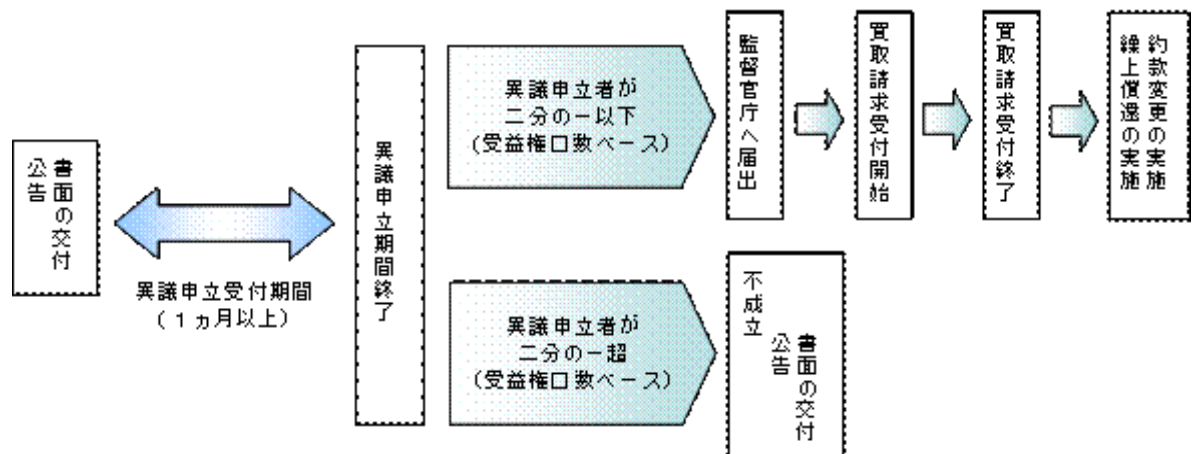 書面の交付
公告
異議申立受付期間
(1ヵ月以上)
異議申立期間終了
異議申立者が
二分の一以下
(受益権口数ベース)
監督官庁へ届出
買取請求受付開始
買取請求受付終了
約款変更の実施
繰上償還の実施
異議申立者が
二分の一超
(受益権口数ベース)
不成立
書面の交付
公告